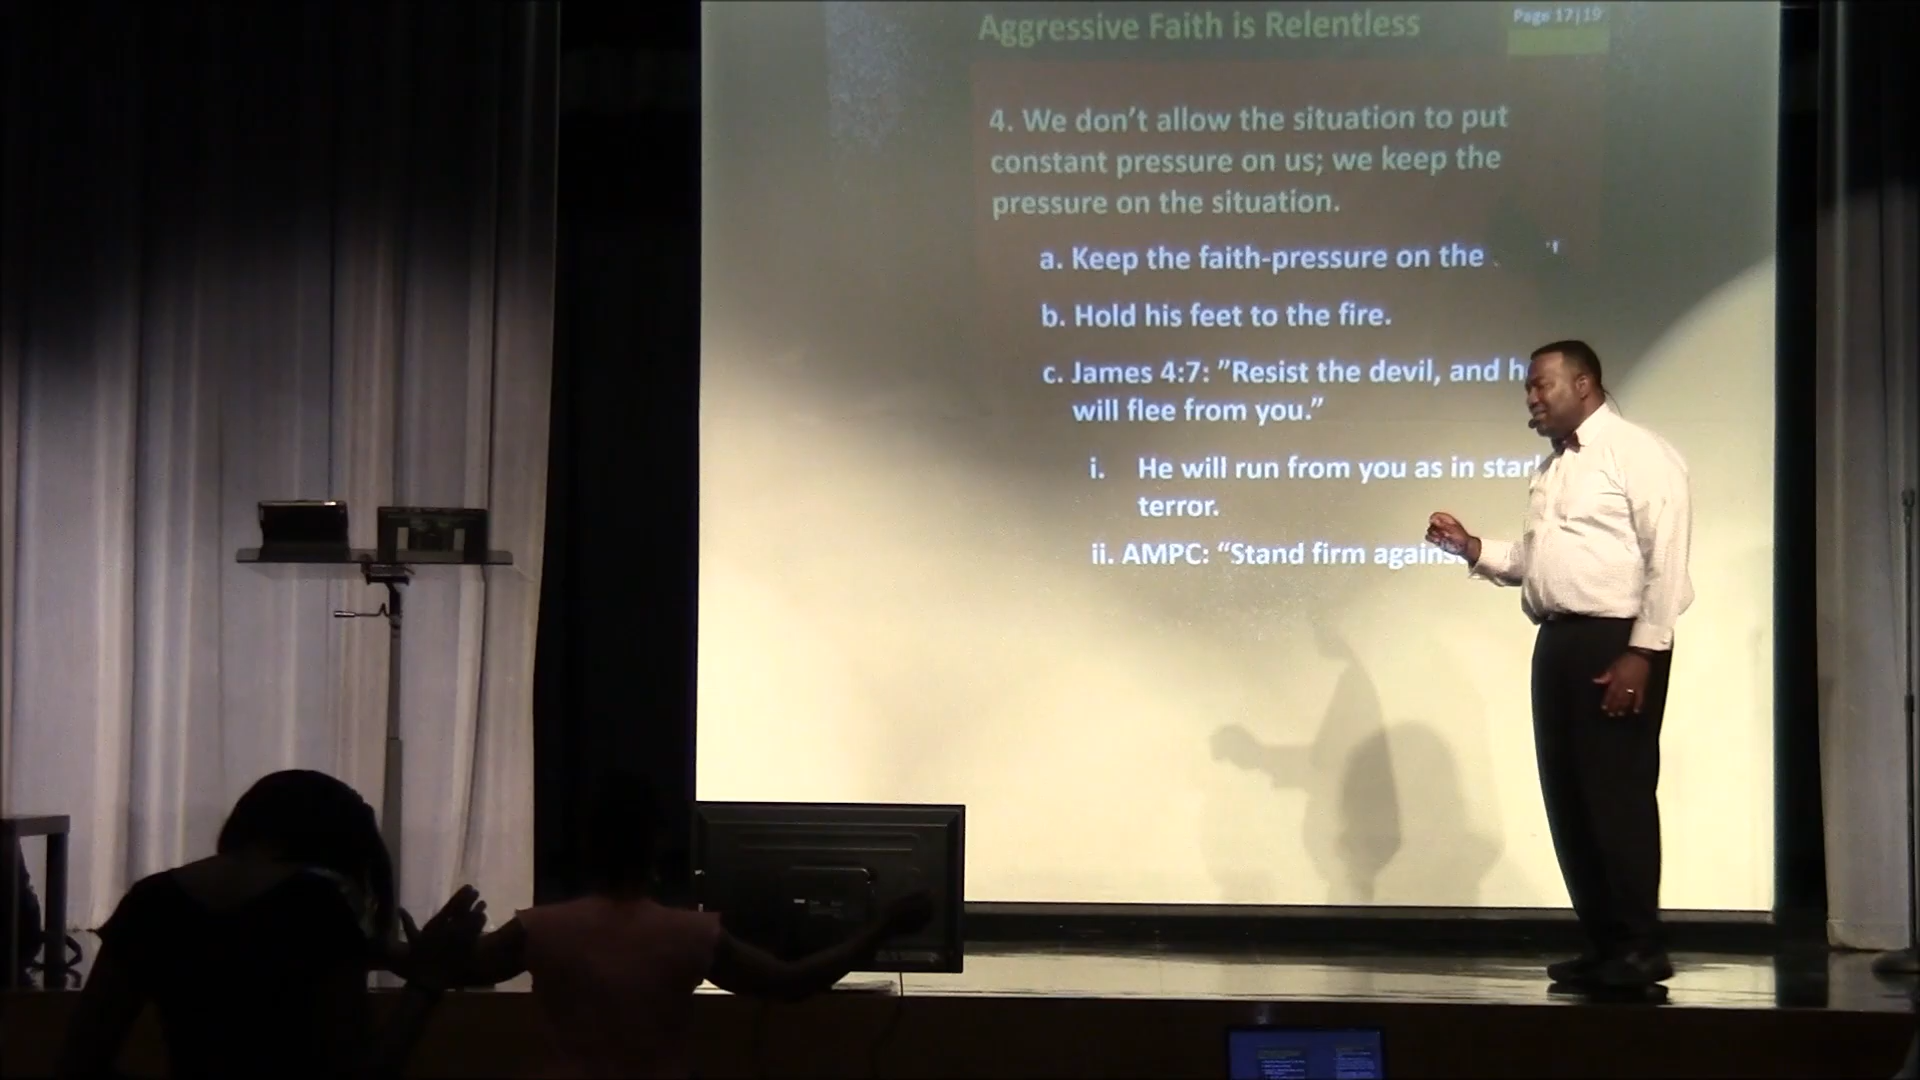 Aggressive Faith is Relentless
Page 17|19
4. We don't allow the situation to put
constant pressure on us; we keep the
pressure on the situation.
a. Keep the faith-pressure on the
b. Hold his feet to the fire.
c. James 4:7: ”Resist the devil, and
will flee from you.”
i. He will run from you as in
terror.
ii. AMPC: “Stand firm